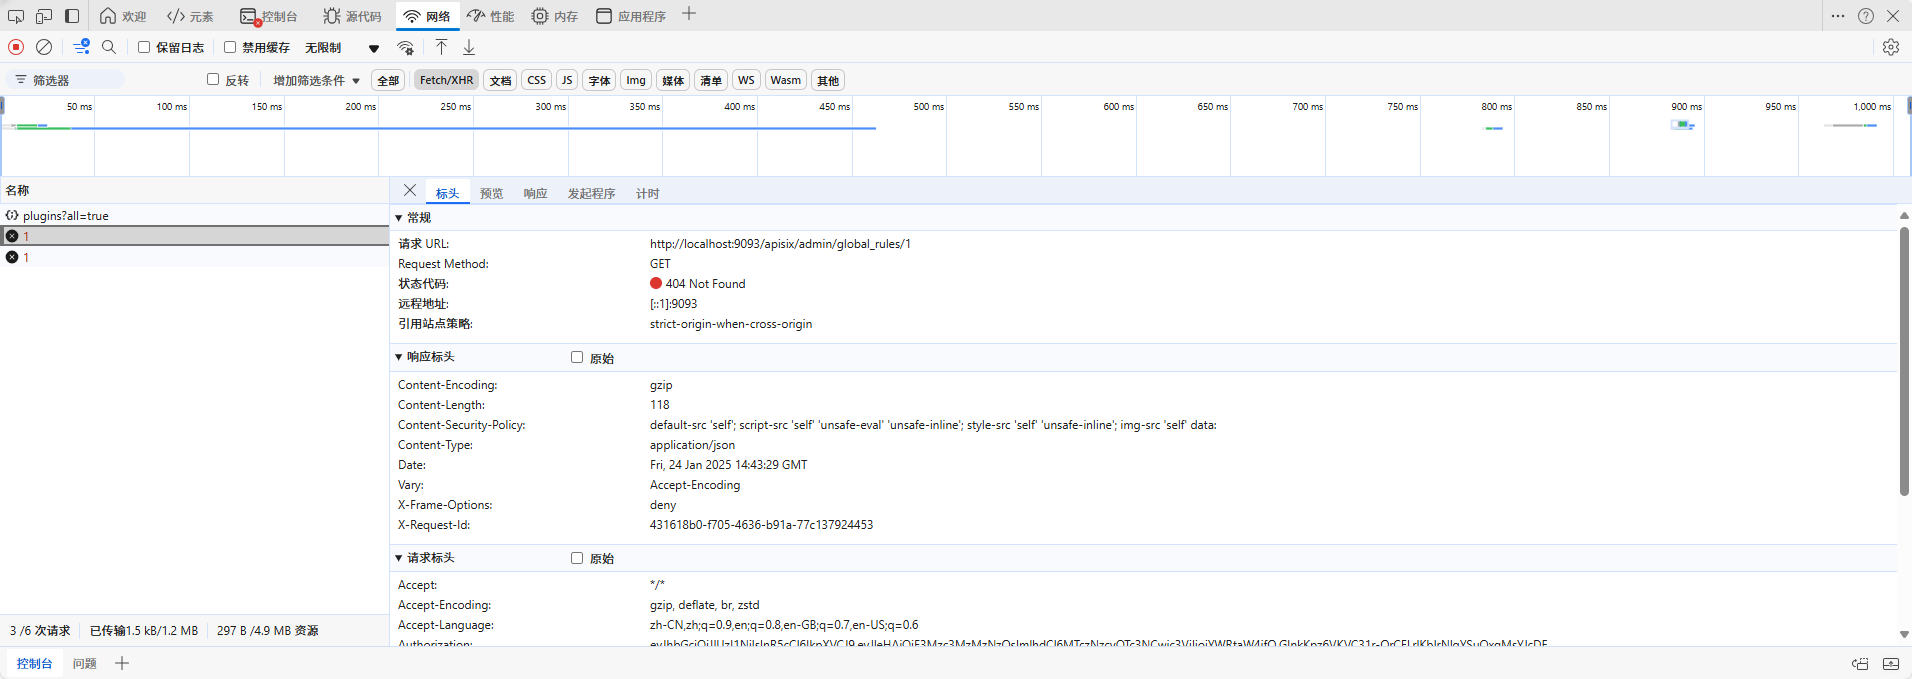 欢迎 元素 控制台 源代码 网络 性能 内存 应用程序
保留日志 禁用缓存 无限制
筛选器 反转 增加筛选条件 全部 Fetch/XHR 文档 CSS JS 字体 Img 媒体 清单 WS Wasm 其他
50 ms 100 ms 150 ms 200 ms 250 ms 300 ms 350 ms 400 ms 450 ms 500 ms 550 ms 600 ms 650 ms 700 ms 750 ms 800 ms 850 ms 900 ms 950 ms 1,000 ms
名称
plugins?all=true
1
1
标头 预览 响应 发起程序 计时
常规
请求 URL: http://localhost:9093/apisix/admin/global_rules/1
Request Method: GET
状态代码: 404 Not Found
远程地址: [::1]:9093
引用站点策略: strict-origin-when-cross-origin
响应标头 原始
Content-Encoding: gzip
Content-Length: 118
Content-Security-Policy: default-src 'self'; script-src 'self' 'unsafe-eval' 'unsafe-inline'; style-src 'self' 'unsafe-inline'; img-src 'self' data:
Content-Type: application/json
Date: Fri, 24 Jan 2025 14:43:29 GMT
Vary: Accept-Encoding
X-Frame-Options: deny
X-Request-Id: 431618b0-f705-4636-b91a-77c137924453
请求标头 原始
Accept: */*
Accept-Encoding: gzip, deflate, br, zstd
Accept-Language: zh-CN,zh;q=0.9,en;q=0.8,en-GB;q=0.7,en-US;q=0.6
Authorization:
3 /6 次请求 已传输1.5 kB/1.2 MB 297 B /4.9 MB 资源
控制台 问题